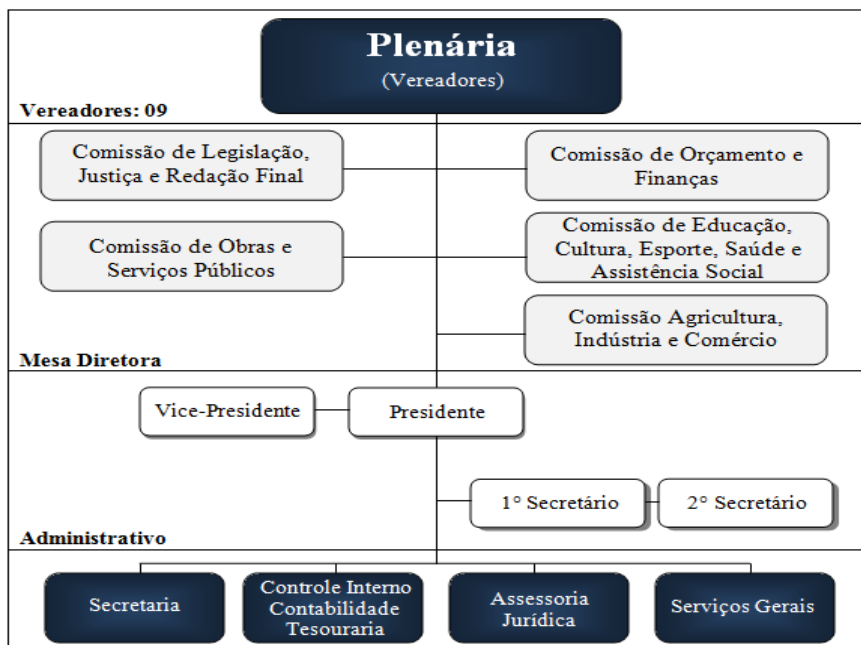 Plenária
(Vereadores)
Vereadores: 09
Comissão de Legislação,
Justiça e Redação Final
Comissão de Orçamento e
Finanças
Comissão de Obras e
Serviços Públicos
Comissão de Educação,
Cultura, Esporte, Saúde e
Assistência Social
Comissão Agricultura,
Indústria e Comércio
Mesa Diretora
Vice-Presidente
Presidente
1° Secretário
2° Secretário
Administrativo
Secretaria
Controle Interno
Contabilidade
Tesouraria
Assessoria
Jurídica
Serviços Gerais